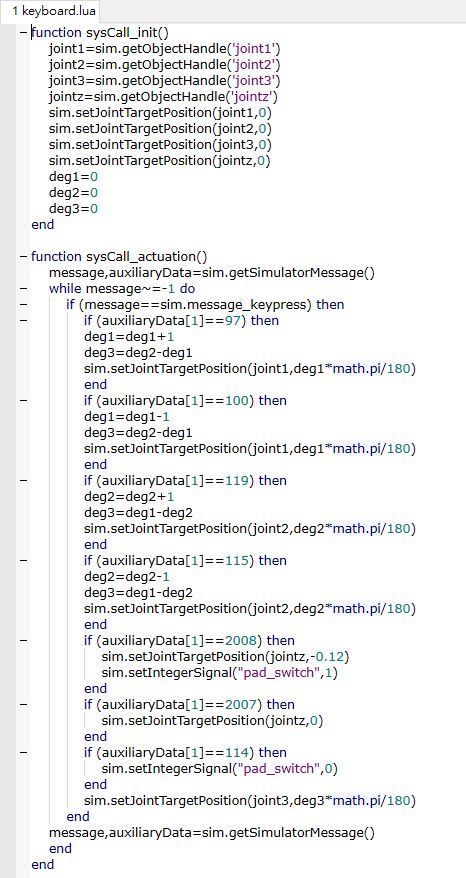 1 keyboard.lua
function sysCall_init()
joint1=sim.getObjectHandle('joint1')
joint2=sim.getObjectHandle('joint2')
joint3=sim.getObjectHandle('joint3')
jointz=sim.getObjectHandle('jointz')
sim.setJointTargetPosition(joint1,0)
sim.setJointTargetPosition(joint2,0)
sim.setJointTargetPosition(joint3,0)
sim.setJointTargetPosition(jointz,0)
deg1=0
deg2=0
deg3=0
end
function sysCall_actuation()
message,auxiliaryData=sim.getSimulatorMessage()
while message~=-1 do
if (message==sim.message_keypress) then
if (auxiliaryData[1]==97) then
deg1=deg1+1
deg3=deg2-deg1
sim.setJointTargetPosition(joint1,deg1*math.pi/180)
end
if (auxiliaryData[1]==100) then
deg1=deg1-1
deg3=deg2-deg1
sim.setJointTargetPosition(joint1,deg1*math.pi/180)
end
if (auxiliaryData[1]==119) then
deg2=deg2+1
deg3=deg1-deg2
sim.setJointTargetPosition(joint2,deg2*math.pi/180)
end
if (auxiliaryData[1]==115) then
deg2=deg2-1
deg3=deg1-deg2
sim.setJointTargetPosition(joint2,deg2*math.pi/180)
end
if (auxiliaryData[1]==2008) then
sim.setJointTargetPosition(jointz,-0.12)
sim.setIntegerSignal("pad_switch",1)
end
if (auxiliaryData[1]==2007) then
sim.setJointTargetPosition(jointz,0)
end
if (auxiliaryData[1]==114) then
sim.setIntegerSignal("pad_switch",0)
end
sim.setJointTargetPosition(joint3,deg3*math.pi/180)
end
message,auxiliaryData=sim.getSimulatorMessage()
end
end